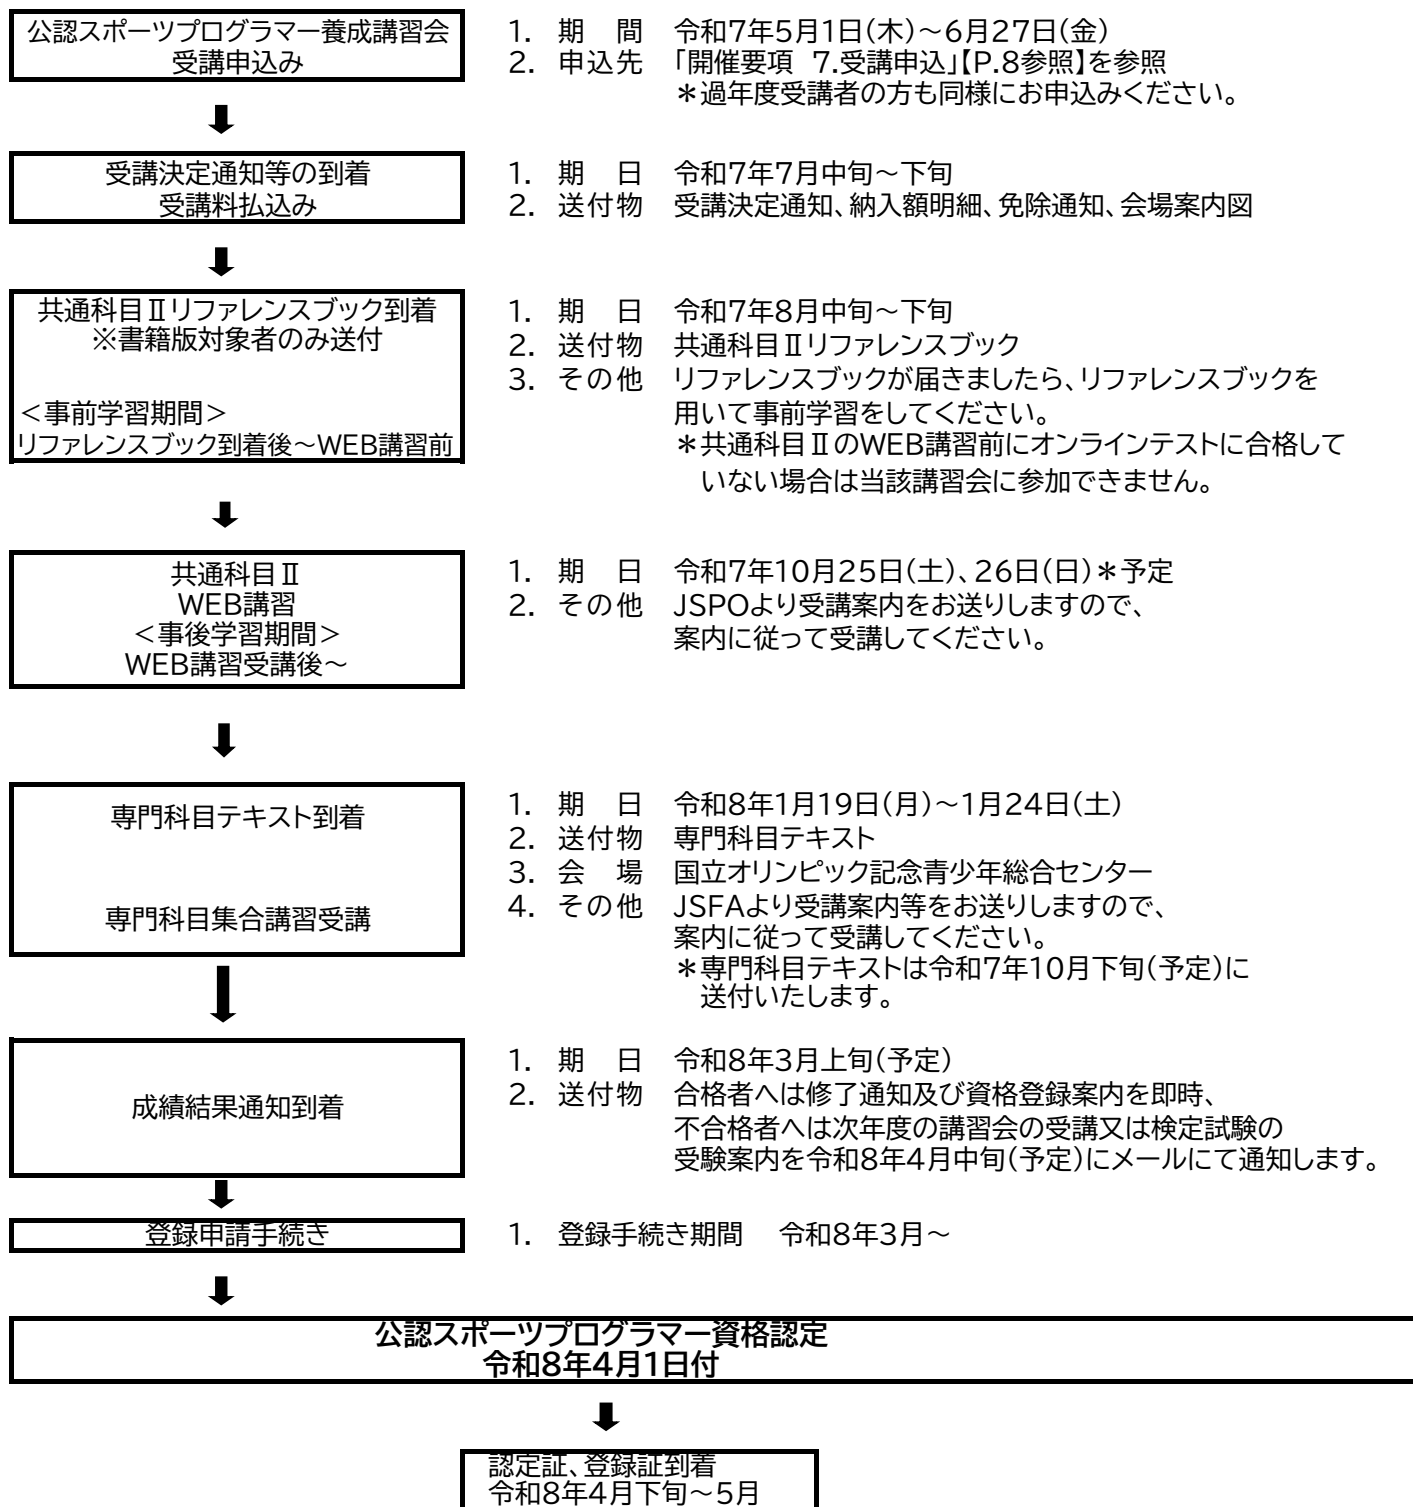 公認スポーツプログラマー養成講習会
受講申込み
1. 期　間　令和7年5月1日(木)～6月27日(金)
2. 申込先　「開催要項 7.受講申込」【P.8参照】を参照
＊過年度受講者の方も同様にお申込みください。
受講決定通知等の到着
受講料払込み
1. 期　日　令和7年7月中旬～下旬
2. 送付物　受講決定通知、納入額明細、免除通知、会場案内図
共通科目Ⅱリファレンスブック到着
※書籍版対象者のみ送付
＜事前学習期間＞
リファレンスブック到着後～WEB講習前
1. 期　日　令和7年8月中旬～下旬
2. 送付物　共通科目Ⅱリファレンスブック
3. その他　リファレンスブックが届きましたら、リファレンスブックを
用いて事前学習をしてください。
＊共通科目ⅡのWEB講習前にオンラインテストに合格して
いない場合は当該講習会に参加できません。
共通科目Ⅱ
WEB講習
＜事後学習期間＞
WEB講習受講後～
1. 期　日　令和7年10月25日(土)、26日(日)＊予定
2. その他　JSPOより受講案内をお送りしますので、
案内に従って受講してください。
専門科目テキスト到着
専門科目集合講習受講
1. 期　日　令和8年1月19日(月)～1月24日(土)
2. 送付物　専門科目テキスト
3. 会　場　国立オリンピック記念青少年総合センター
4. その他　JSFAより受講案内等をお送りしますので、
案内に従って受講してください。
＊専門科目テキストは令和7年10月下旬(予定)に
送付いたします。
成績結果通知到着
1. 期　日　令和8年3月上旬(予定)
2. 送付物　合格者へは修了通知及び資格登録案内を即時、
不合格者へは次年度の講習会の受講又は検定試験の
受験案内を令和8年4月中旬(予定)にメールにて通知します。
登録申請手続き
1. 登録手続き期間　令和8年3月～
公認スポーツプログラマー資格認定
令和8年4月1日付
認定証、登録証到着
令和8年4月下旬～5月